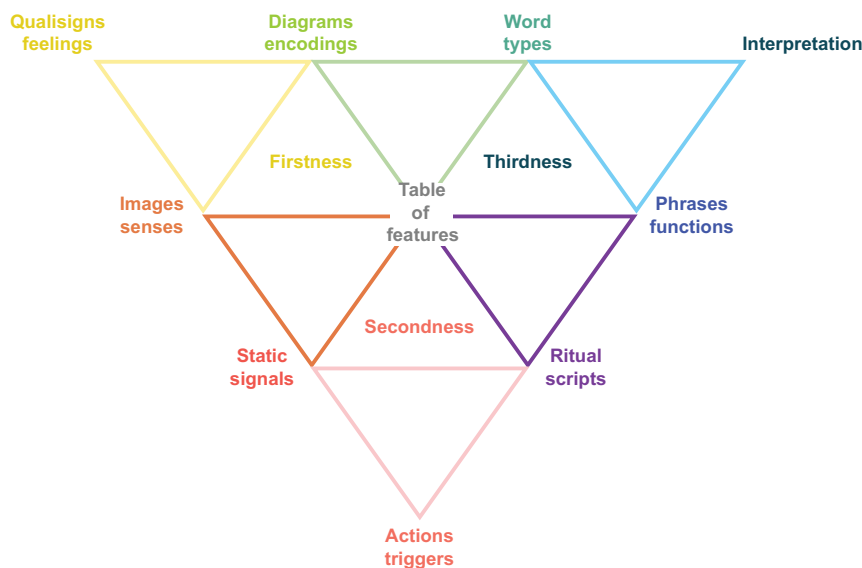 Qualisigns
feelings
Diagrams
encodings
Word
types
Interpretation
Firstness
Thirdness
Images
senses
Table
of
features
Phrases
functions
Secondness
Static
signals
Ritual
scripts
Actions
triggers